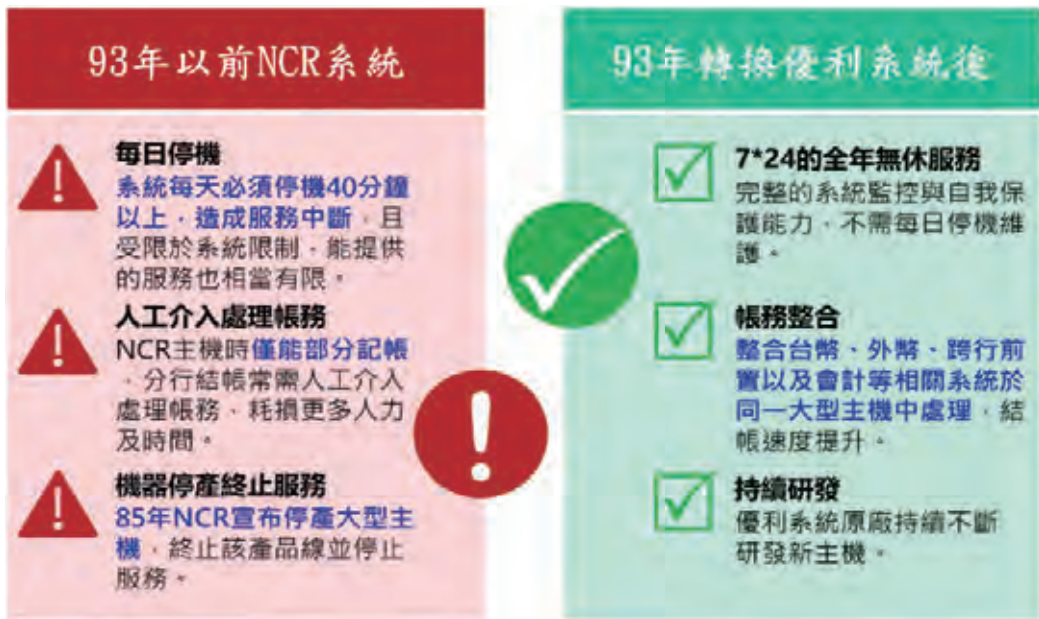 93年以前NCR系統
每日停機
系統每天必須停機40分鐘
以上，造成服務中斷，且
受限於系統限制，能提供
的服務也相當有限。
人工介入處理帳務
NCR主機時僅能部分記帳
，分行結帳常需人工介入
處理帳務、耗損更多人力
及時間。
機器停產終止服務
85年NCR宣布停產大型主
機，終止該產品線並停止
服務。
93年轉換優利系統後
7*24的全年無休服務
完整的系統監控與自我保
護能力，不需每日停機維
護。
帳務整合
整合台幣、外幣、跨行前
置以及會計等相關系統於
同一大型主機中處理，結
帳速度提升。
持續研發
優利系統原廠持續不斷
研發新主機。